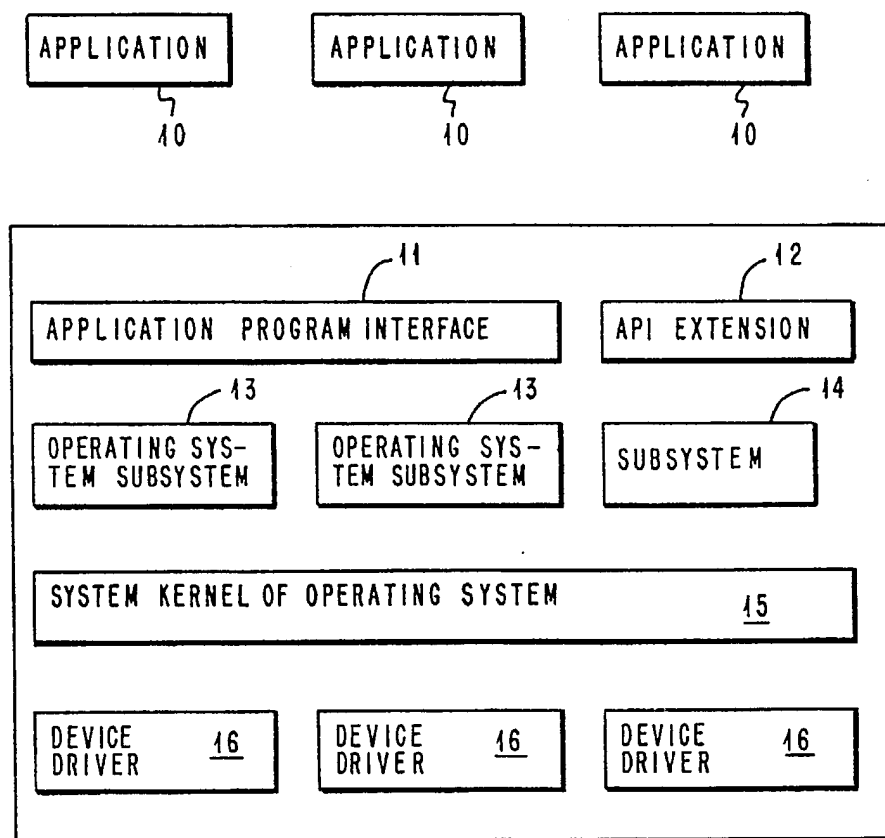 APPLICATION APPLICATION APPLICATION
10 10 10
11 12
APPLICATION PROGRAM INTERFACE API EXTENSION
13 13 14
OPERATING SYS- OPERATING SYS- SUBSYSTEM
TEM SUBSYSTEM TEM SUBSYSTEM
SYSTEM KERNEL OF OPERATING SYSTEM 15
DEVICE 16 DEVICE 16 DEVICE 16
DRIVER DRIVER DRIVER